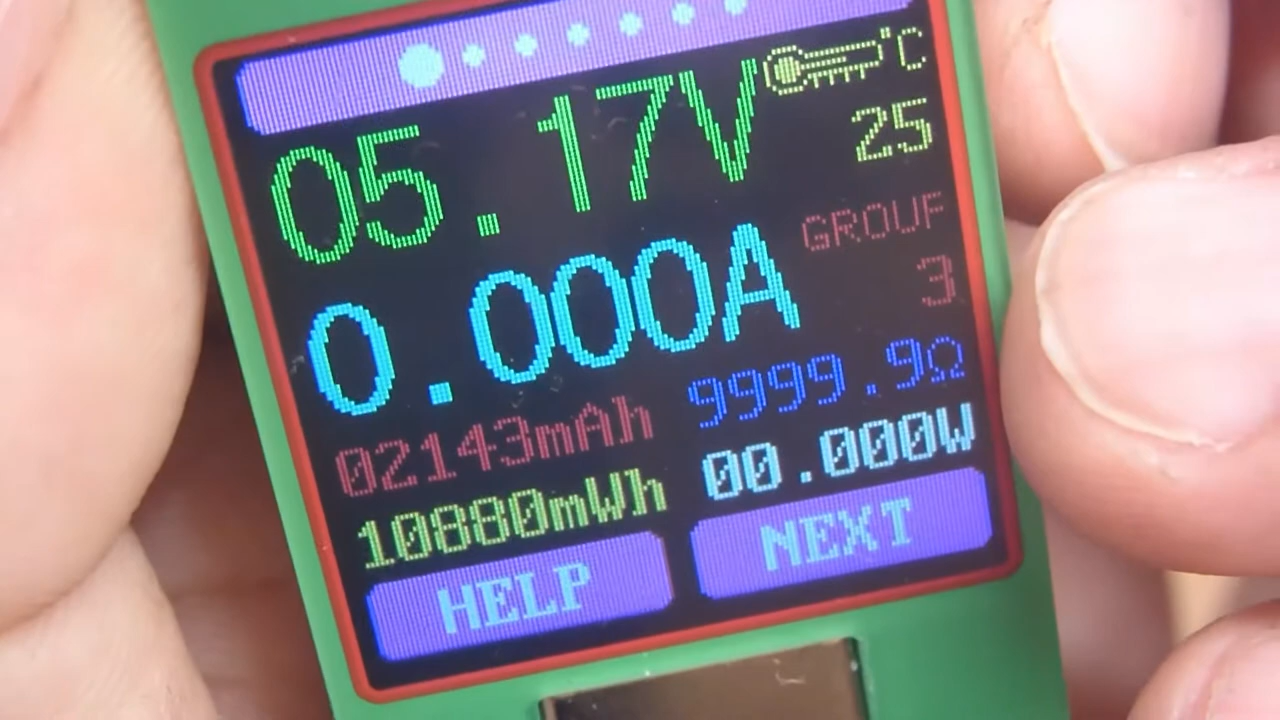 05.17V
°C
25
0.000A
GROUP
3
02143mAh
9999.9Ω
10880mWh
00.000W
HELP
NEXT